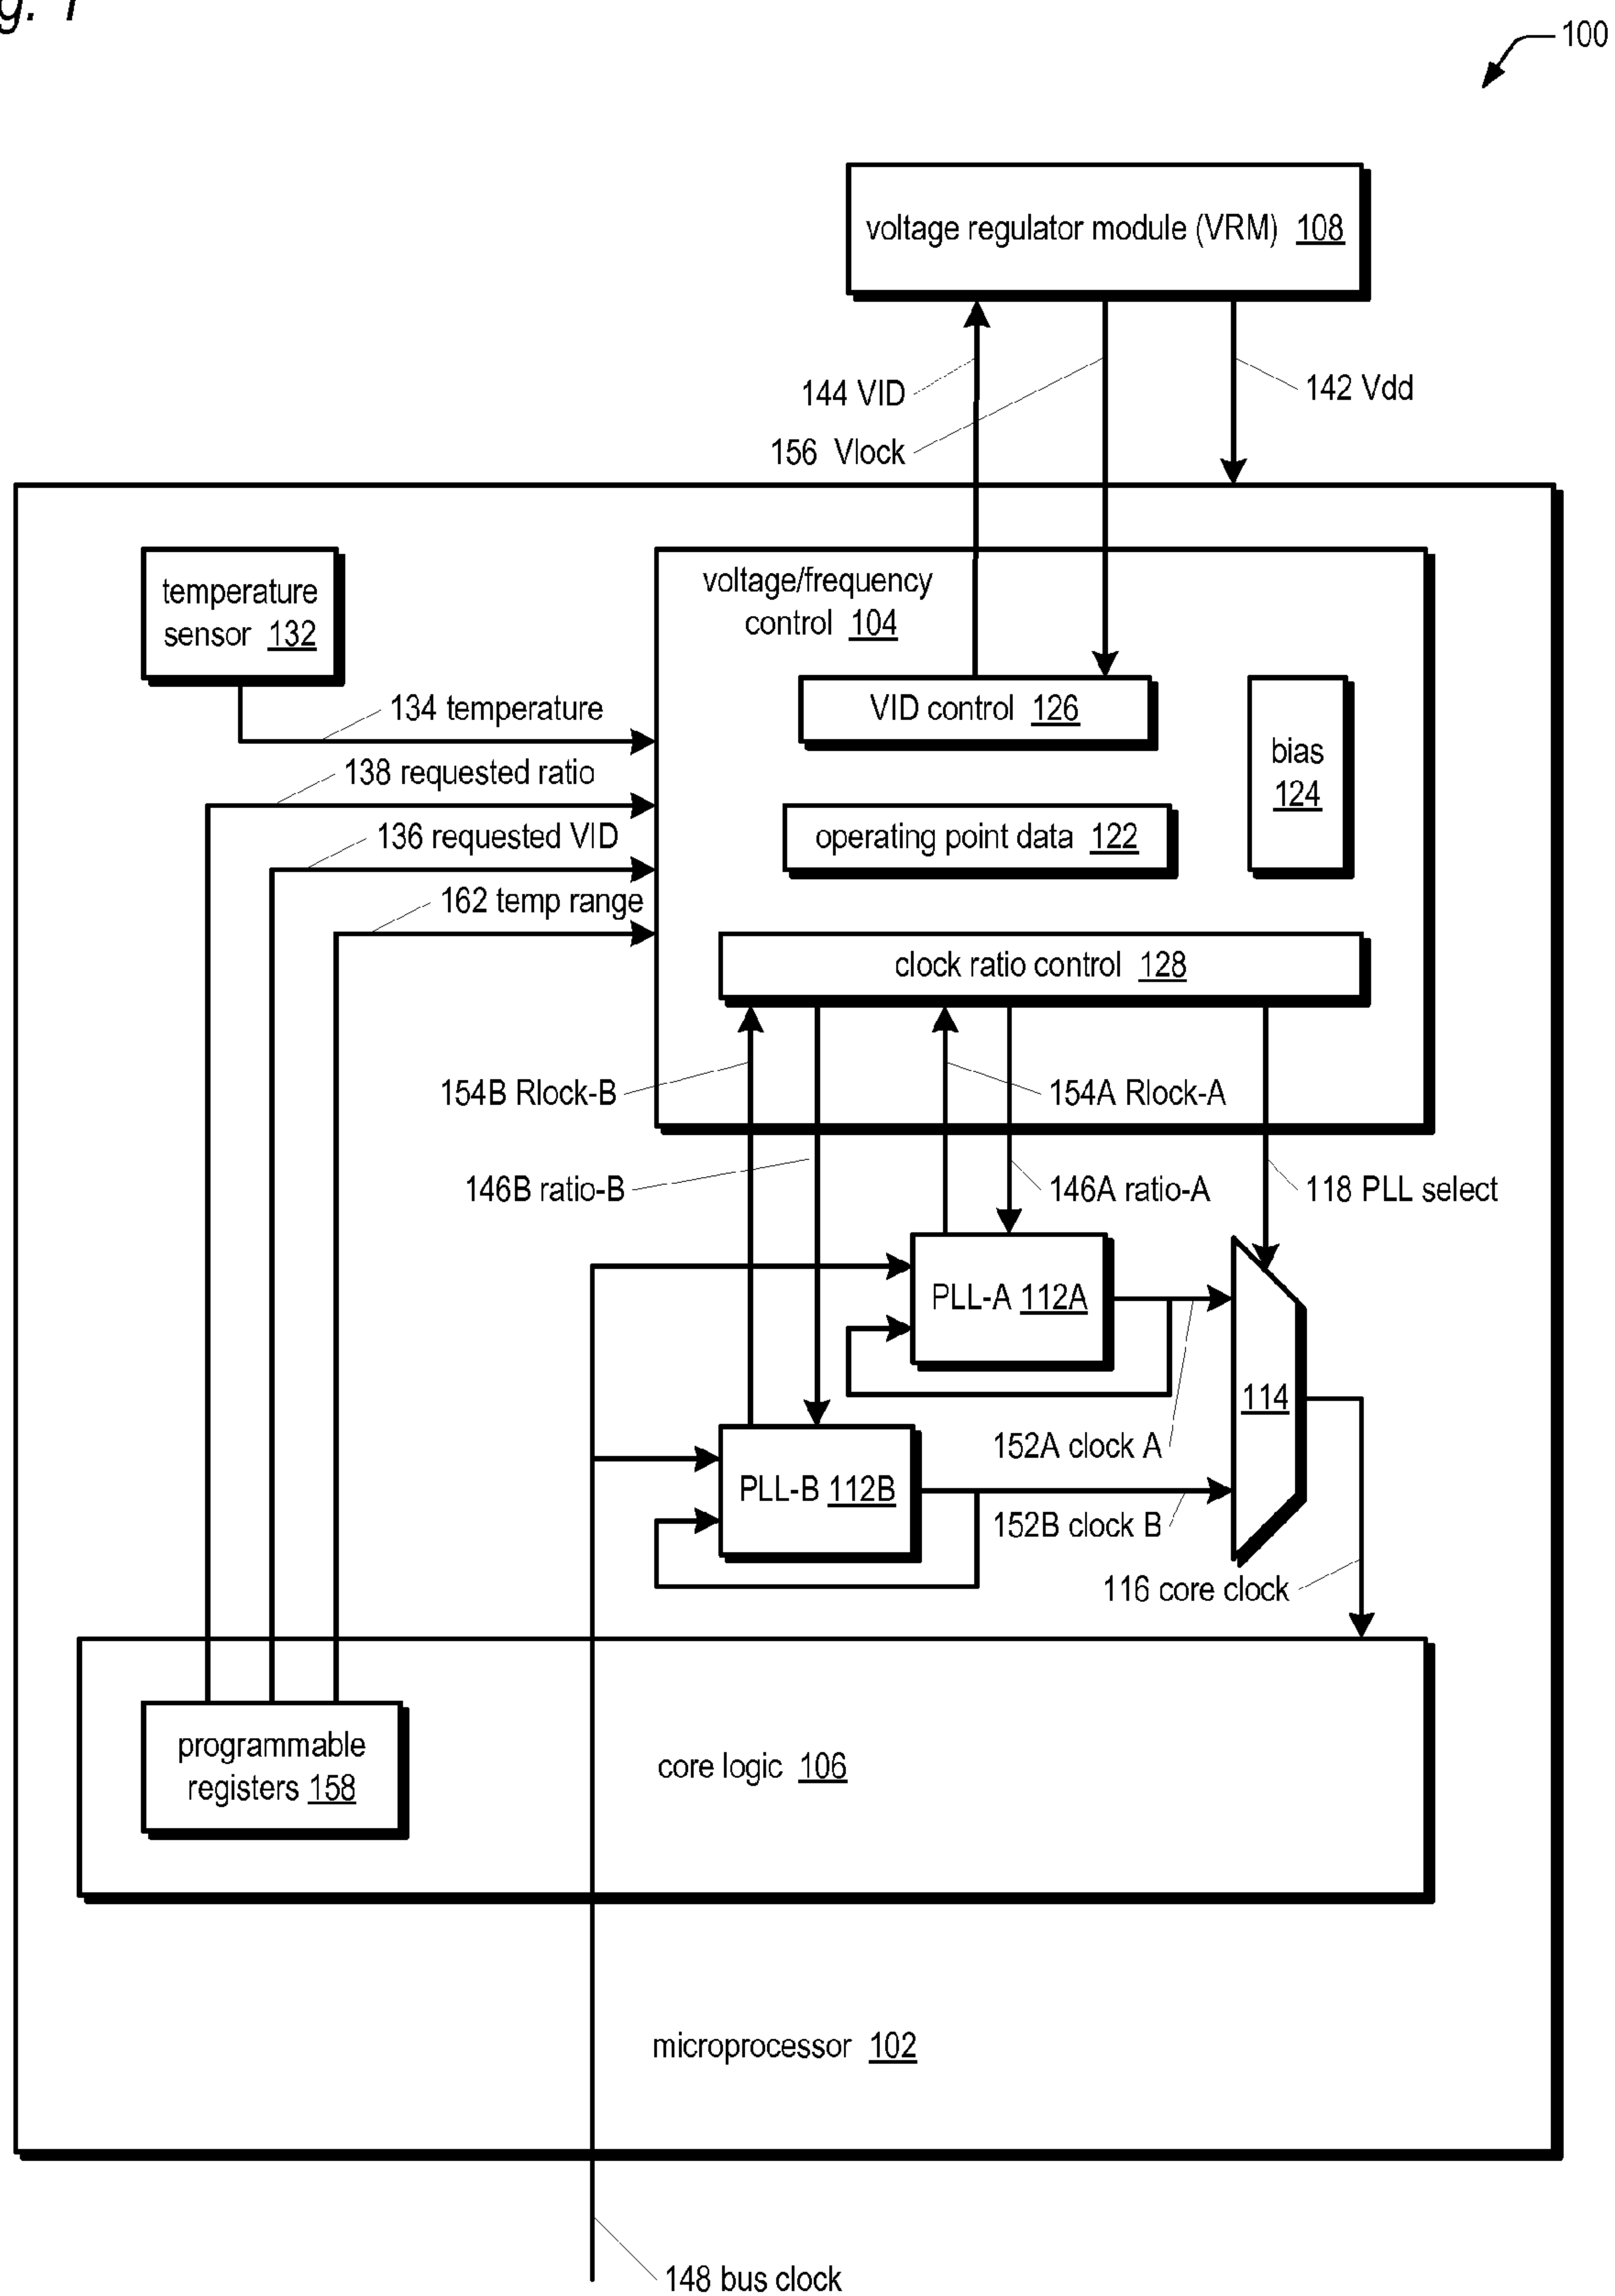 g. 1
100
voltage regulator module (VRM) 108
144 VID
142 Vdd
156 Vlock
temperature
sensor 132
voltage/frequency
control 104
134 temperature
VID control 126
138 requested ratio
bias
124
136 requested VID
operating point data 122
162 temp range
clock ratio control 128
154B Rlock-B
154A Rlock-A
146B ratio-B
146A ratio-A
118 PLL select
PLL-A 112A
114
152A clock A
PLL-B 112B
152B clock B
116 core clock
programmable
registers 158
core logic 106
microprocessor 102
148 bus clock